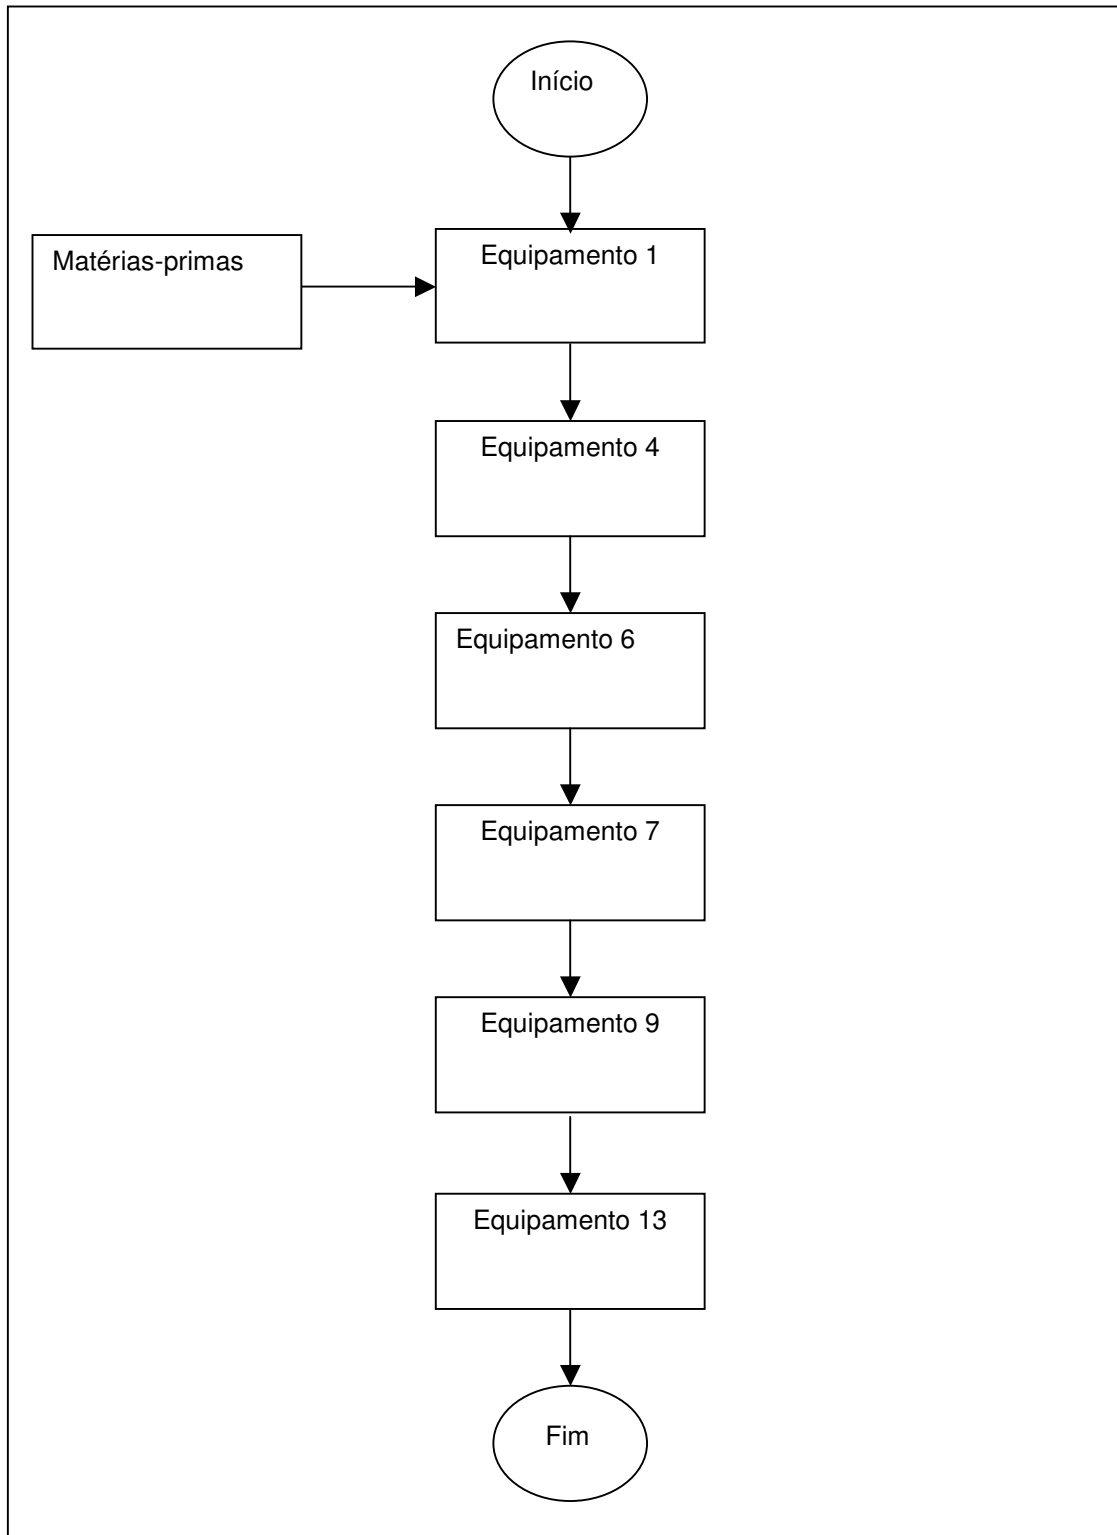 Início
Matérias-primas
Equipamento 1
Equipamento 4
Equipamento 6
Equipamento 7
Equipamento 9
Equipamento 13
Fim